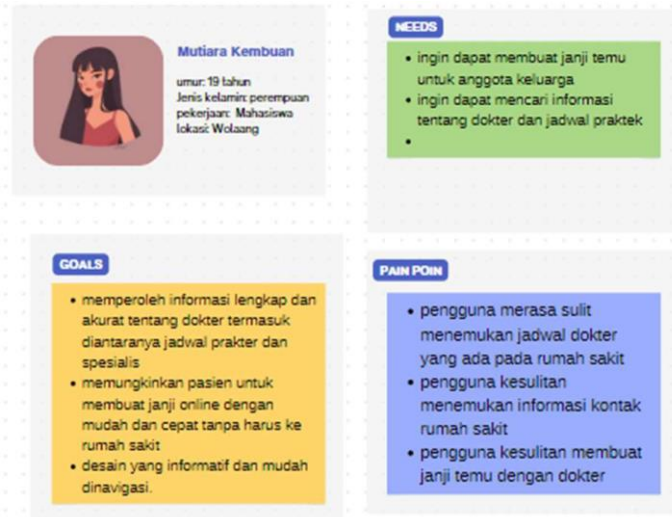 Mutiara Kembuan
umur: 19 tahun
Jenis kelamin: perempuan
pekerjaan: Mahasiswa
lokasi: Wolaang
NEEDS
• ingin dapat membuat janji temu
untuk anggota keluarga
• ingin dapat mencari informasi
tentang dokter dan jadwal praktek
•
GOALS
• memperoleh informasi lengkap dan
akurat tentang dokter termasuk
diantaranya jadwal prakter dan
spesialis
• memungkinkan pasien untuk
membuat janji online dengan
mudah dan cepat tanpa harus ke
rumah sakit
• desain yang informatif dan mudah
dinavigasi.
PAIN POIN
• pengguna merasa sulit
menemukan jadwal dokter
yang ada pada rumah sakit
• pengguna kesulitan
menemukan informasi kontak
rumah sakit
• pengguna kesulitan membuat
janji temu dengan dokter